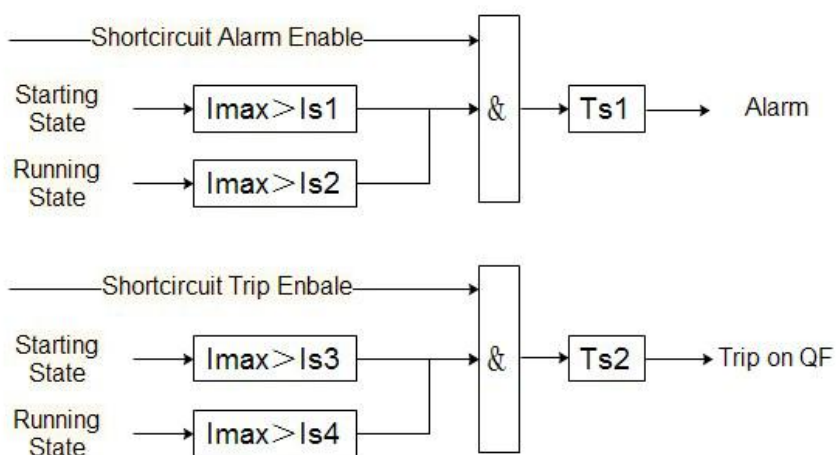 Shortcircuit Alarm Enable
Starting
State
Imax＞Is1
&
Ts1
Alarm
Running
State
Imax＞Is2
Shortcircuit Trip Enbale
Starting
State
Imax＞Is3
&
Ts2
Trip on QF
Running
State
Imax＞Is4